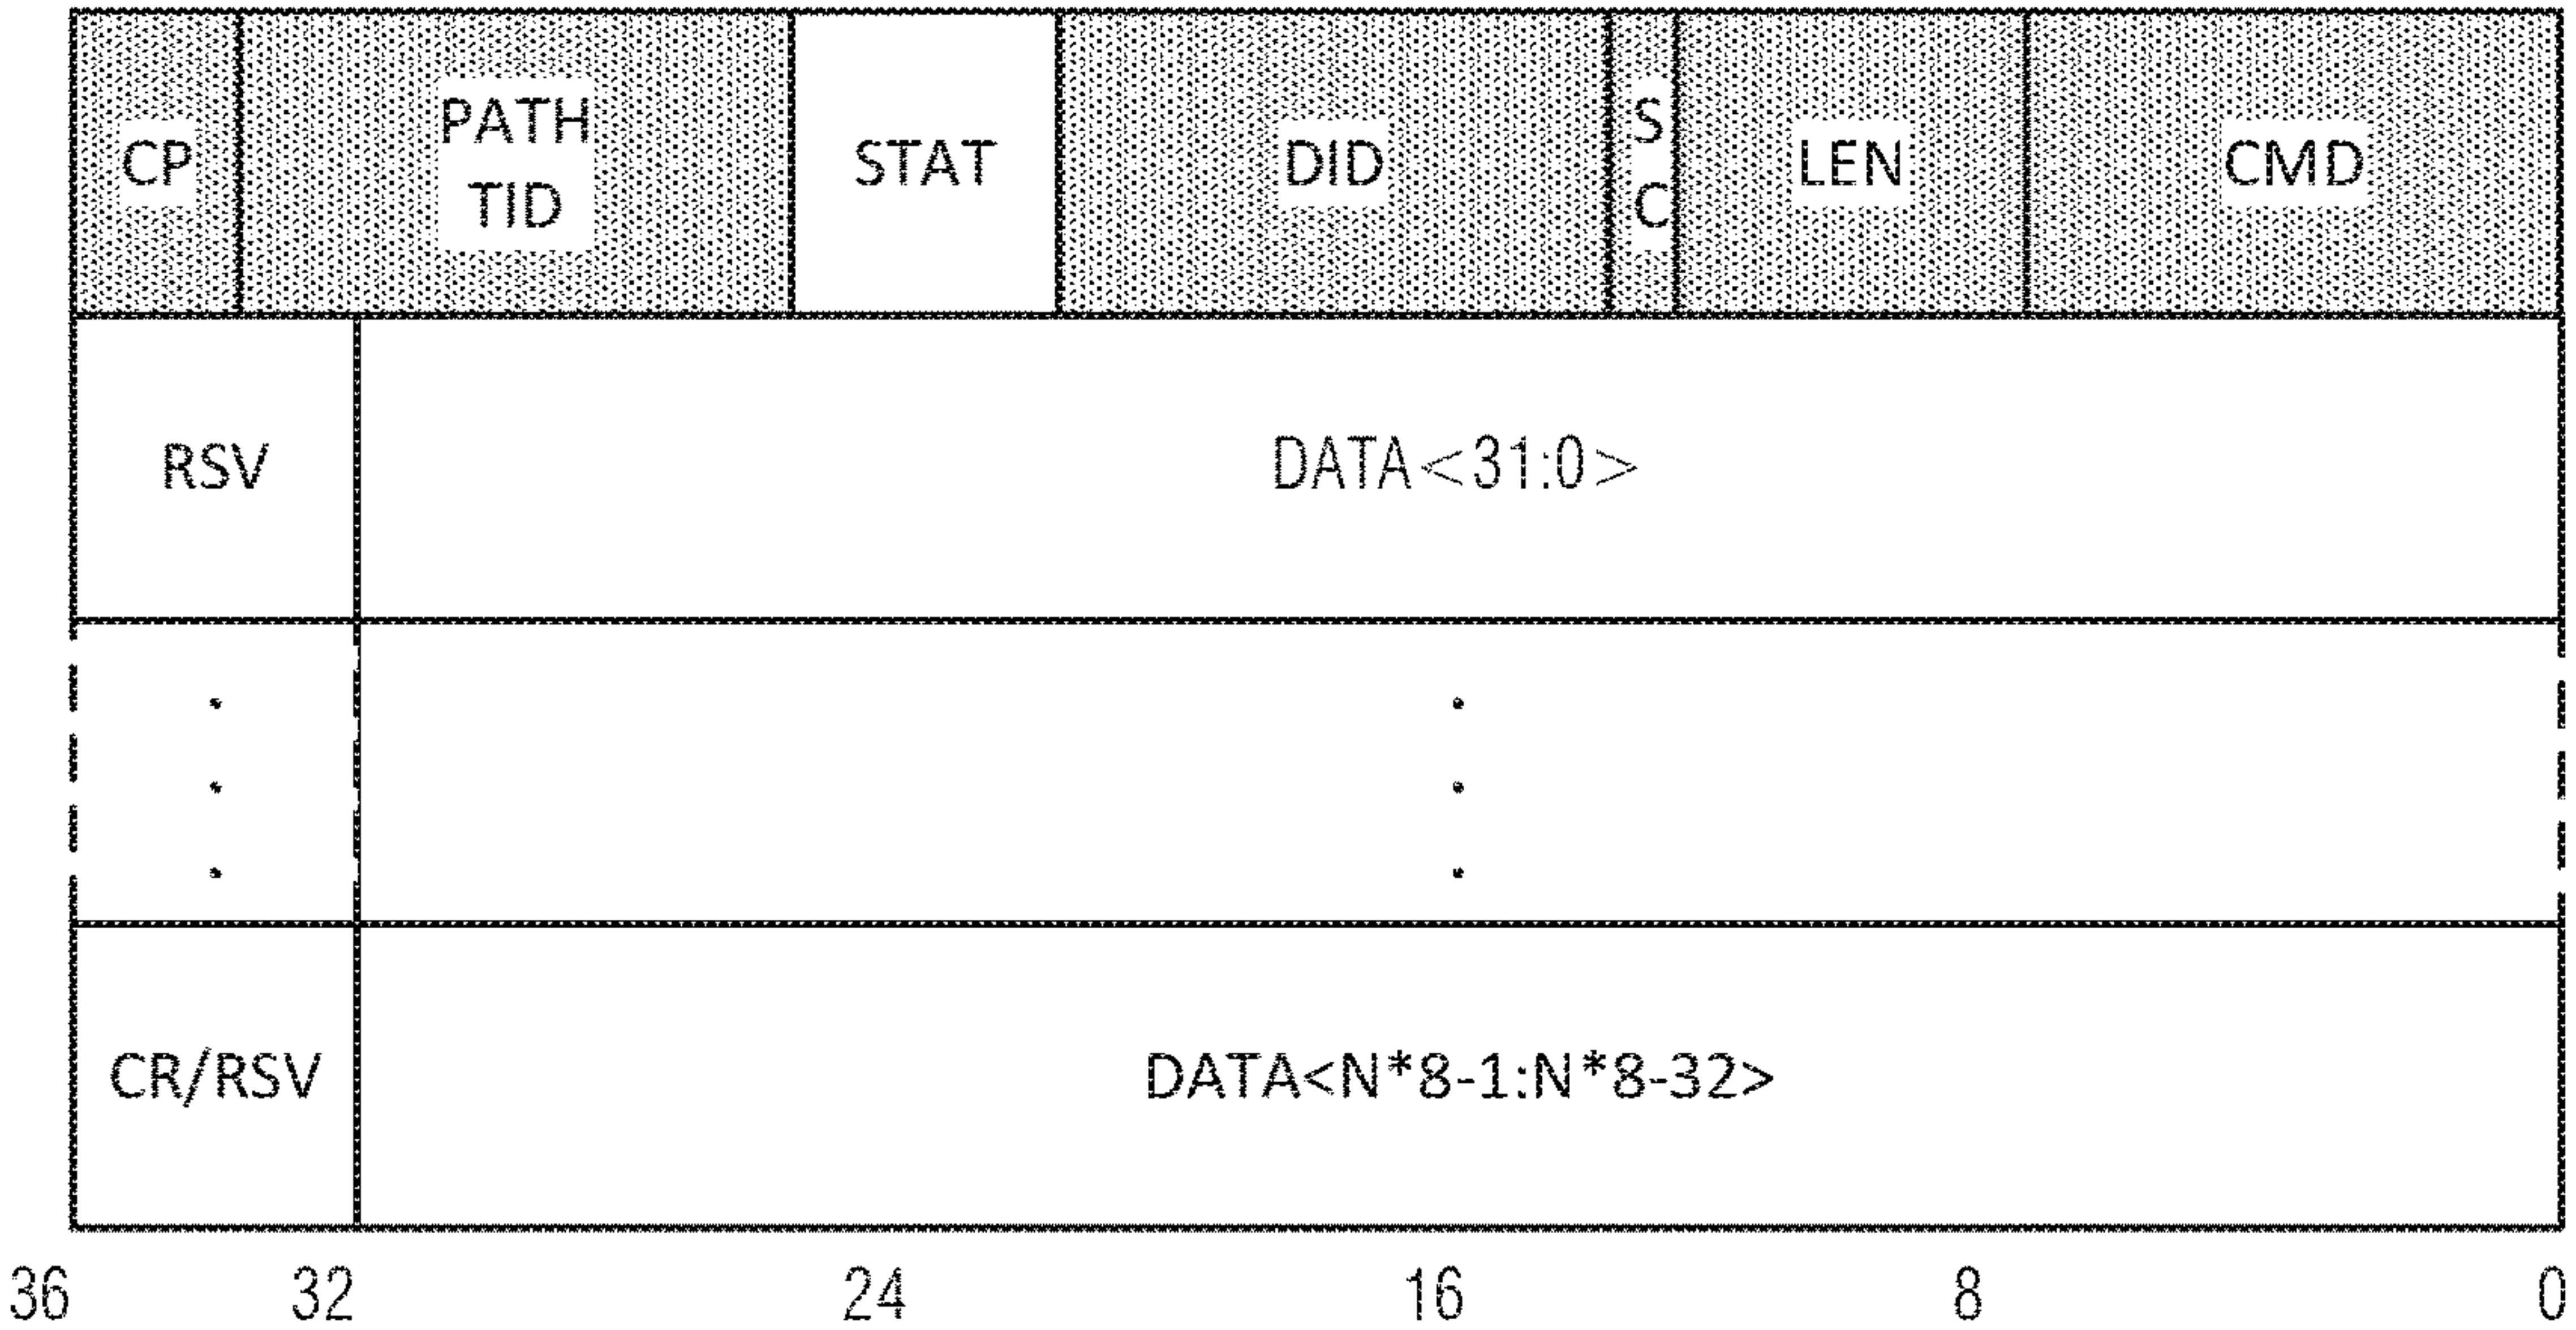 CP
PATH
TID
STAT
DID
S
C
LEN
CMD
RSV
DATA<31:0>
CR/RSV
DATA<N*8-1:N*8-32>
36 32 24 16 8 0